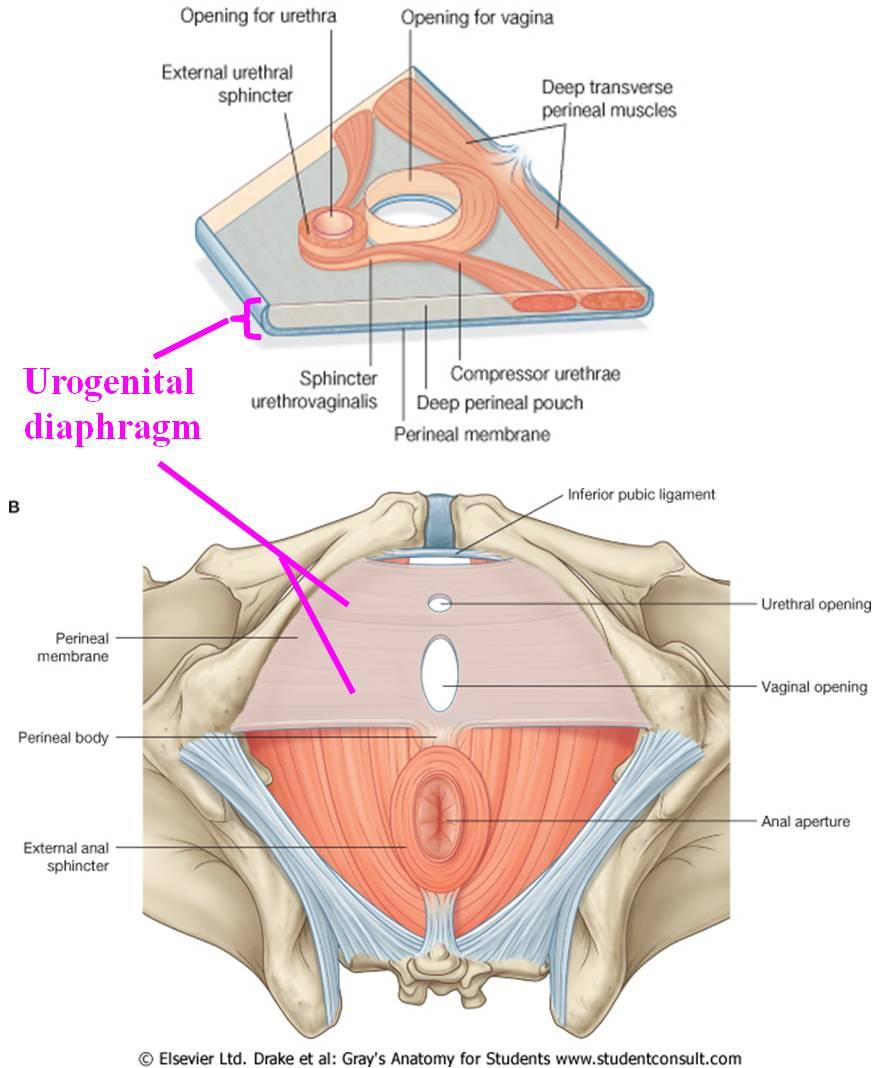 Opening for urethra
Opening for vagina
External urethral
sphincter
Deep transverse
perineal muscles
Urogenital
diaphragm
Sphincter
urethrovaginalis
Compressor urethrae
Deep perineal pouch
Perineal membrane
B
Inferior pubic ligament
Urethral opening
Perineal
membrane
Vaginal opening
Perineal body
Anal aperture
External anal
sphincter
© Elsevier Ltd. Drake et al: Gray's Anatomy for Students www.studentconsult.com